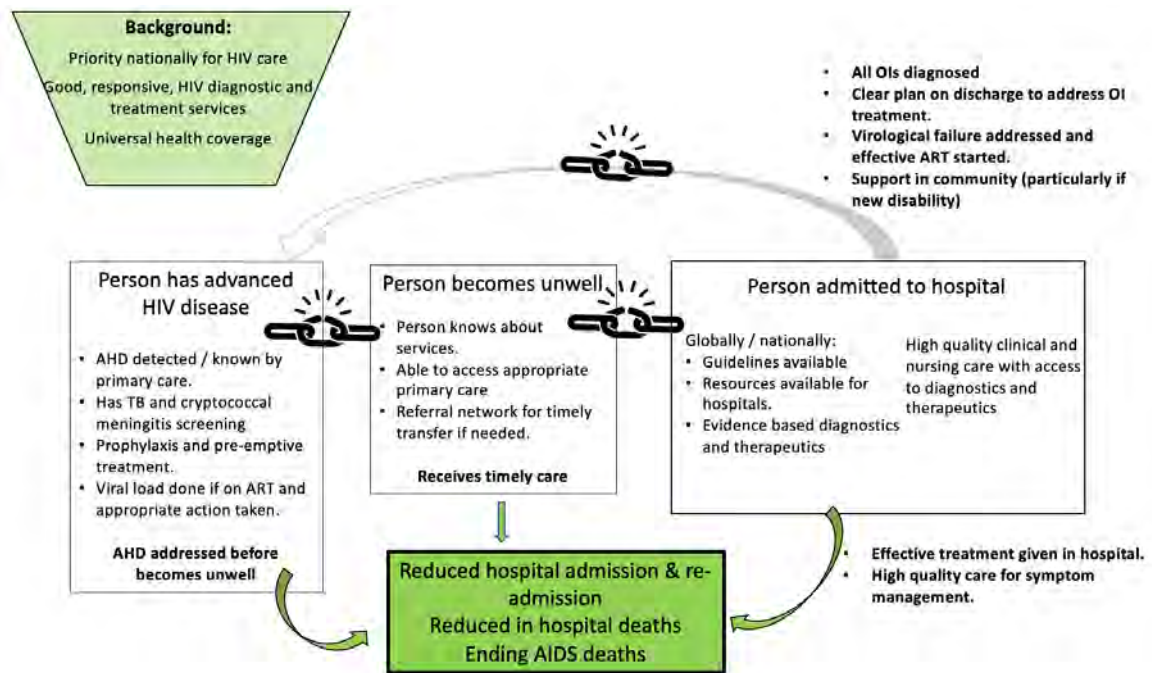 Background:
Priority nationally for HIV care
Good, responsive, HIV diagnostic and
treatment services
Universal health coverage
• All OIs diagnosed
• Clear plan on discharge to address OI
treatment.
• Virological failure addressed and
effective ART started.
• Support in community (particularly if
new disability)
Person has advanced
HIV disease
• AHD detected / known by
primary care.
• Has TB and cryptococcal
meningitis screening
• Prophylaxis and pre-emptive
treatment.
• Viral load done if on ART and
appropriate action taken.
AHD addressed before
becomes unwell
Person becomes unwell
• Person knows about
services.
• Able to access appropriate
primary care
• Referral network for timely
transfer if needed.
Receives timely care
Person admitted to hospital
Globally / nationally:
• Guidelines available
• Resources available for
hospitals.
• Evidence based diagnostics
and therapeutics
High quality clinical and
nursing care with access
to diagnostics and
therapeutics
• Effective treatment given in hospital.
• High quality care for symptom
management.
Reduced hospital admission & re-
admission
Reduced in hospital deaths
Ending AIDS deaths